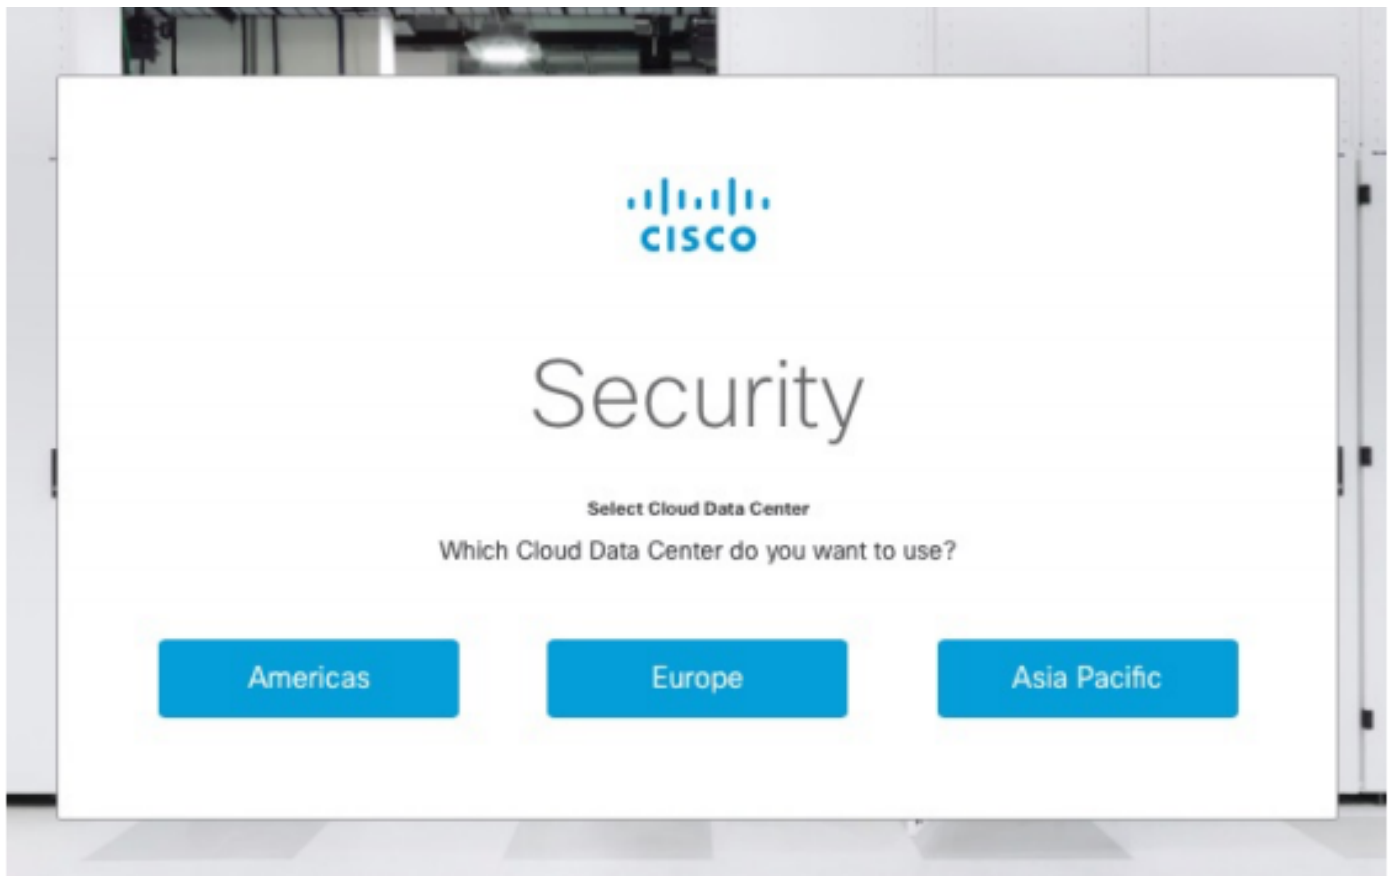 CISCO
Security
Select Cloud Data Center
Which Cloud Data Center do you want to use?
Americas
Europe
Asia Pacific